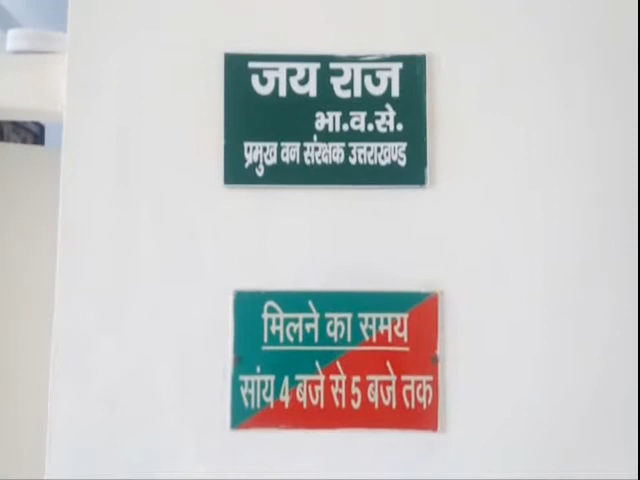 जय राज
भा.व.से.
प्रमुख वन संरक्षक उत्तराखण्ड
मिलने का समय
सांय 4 बजे से 5 बजे तक